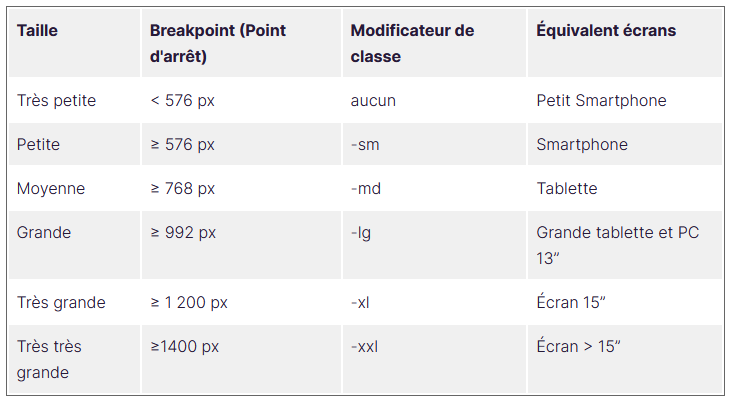 Taille Breakpoint (Point d'arrêt) Modificateur de classe Équivalent écrans
Très petite < 576 px aucun Petit Smartphone
Petite ≥ 576 px -sm Smartphone
Moyenne ≥ 768 px -md Tablette
Grande ≥ 992 px -lg Grande tablette et PC 13”
Très grande ≥ 1 200 px -xl Écran 15”
Très très grande ≥1400 px -xxl Écran > 15”